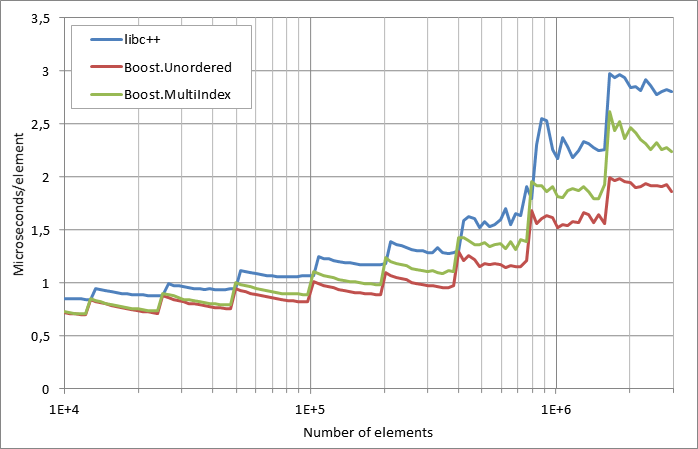 3,5
3
2,5
2
1,5
1
0,5
0
Microseconds/element
libc++
Boost.Unordered
Boost.MultiIndex
1E+4
1E+5
1E+6
Number of elements